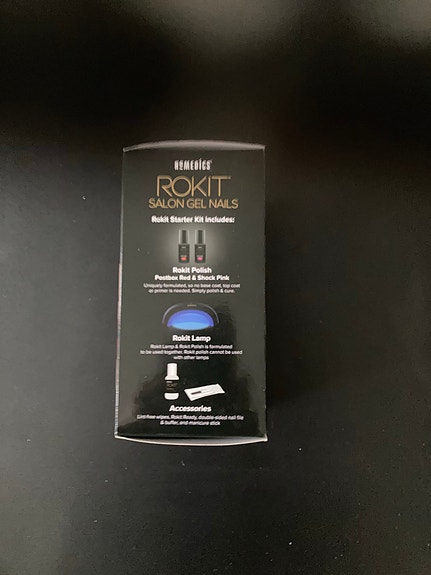 HOMEDICS
ROKIT
SALON GEL NAILS
Rokit Starter Kit includes:
Rokit Polish
Postbox Red & Shock Pink
Uniquely formulated, so no base coat, top coat
or primer is needed. Simply polish & cure.
Rokit Lamp
Rokit Lamp & Rokit Polish is formulated
to be used together, Rokit polish cannot be used
with other lamps
Accessories
Lint-free wipes, Rokit Ready, double-sided nail file
& buffer, and manicure stick